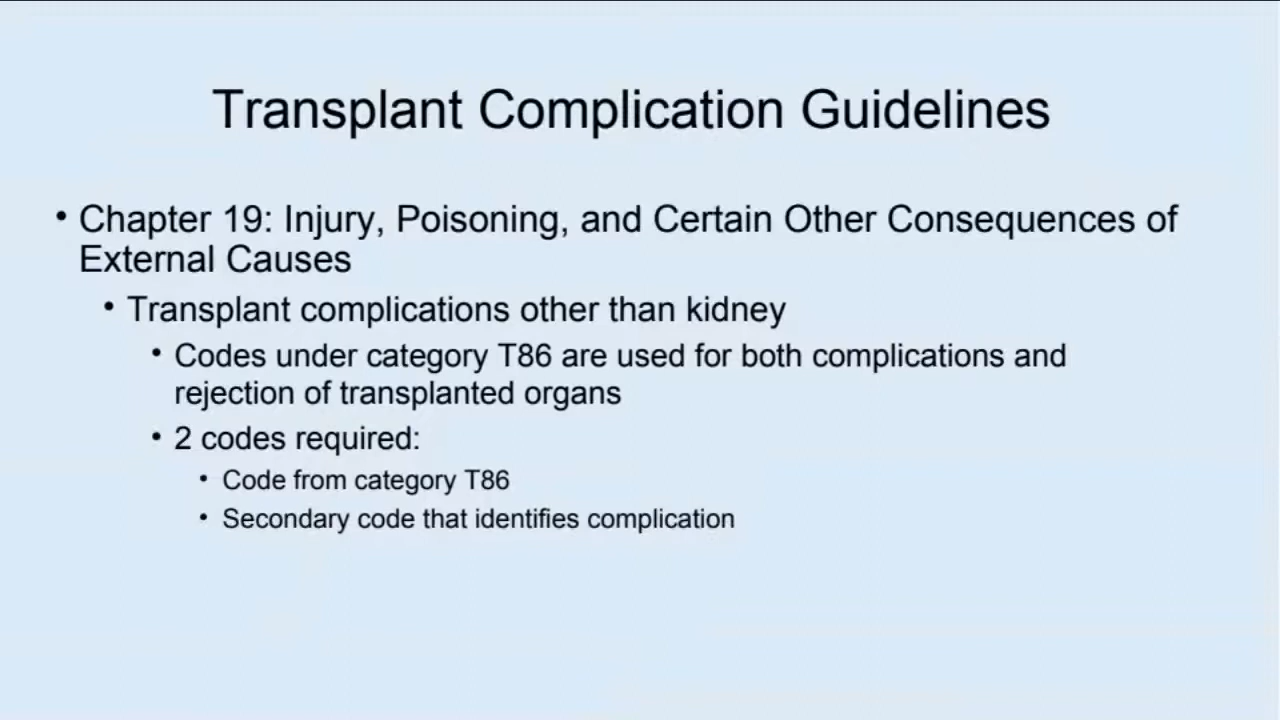 Transplant Complication Guidelines
• Chapter 19: Injury, Poisoning, and Certain Other Consequences of
External Causes
• Transplant complications other than kidney
• Codes under category T86 are used for both complications and
rejection of transplanted organs
• 2 codes required:
• Code from category T86
• Secondary code that identifies complication